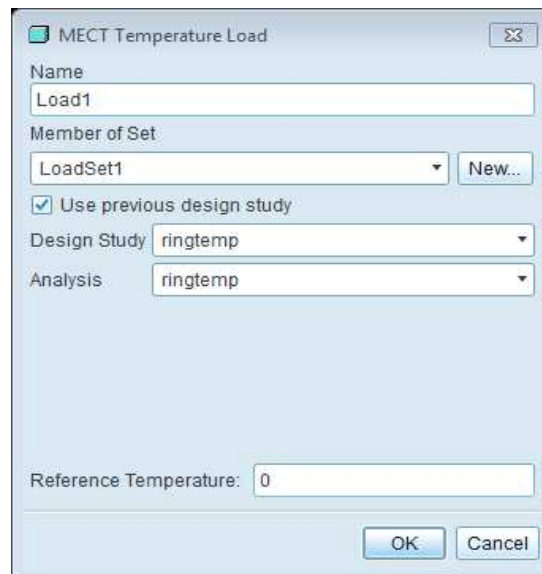 MECT Temperature Load
Name
Load1
Member of Set
LoadSet1 New...
Use previous design study
Design Study ringtemp
Analysis ringtemp
Reference Temperature: 0
OK Cancel